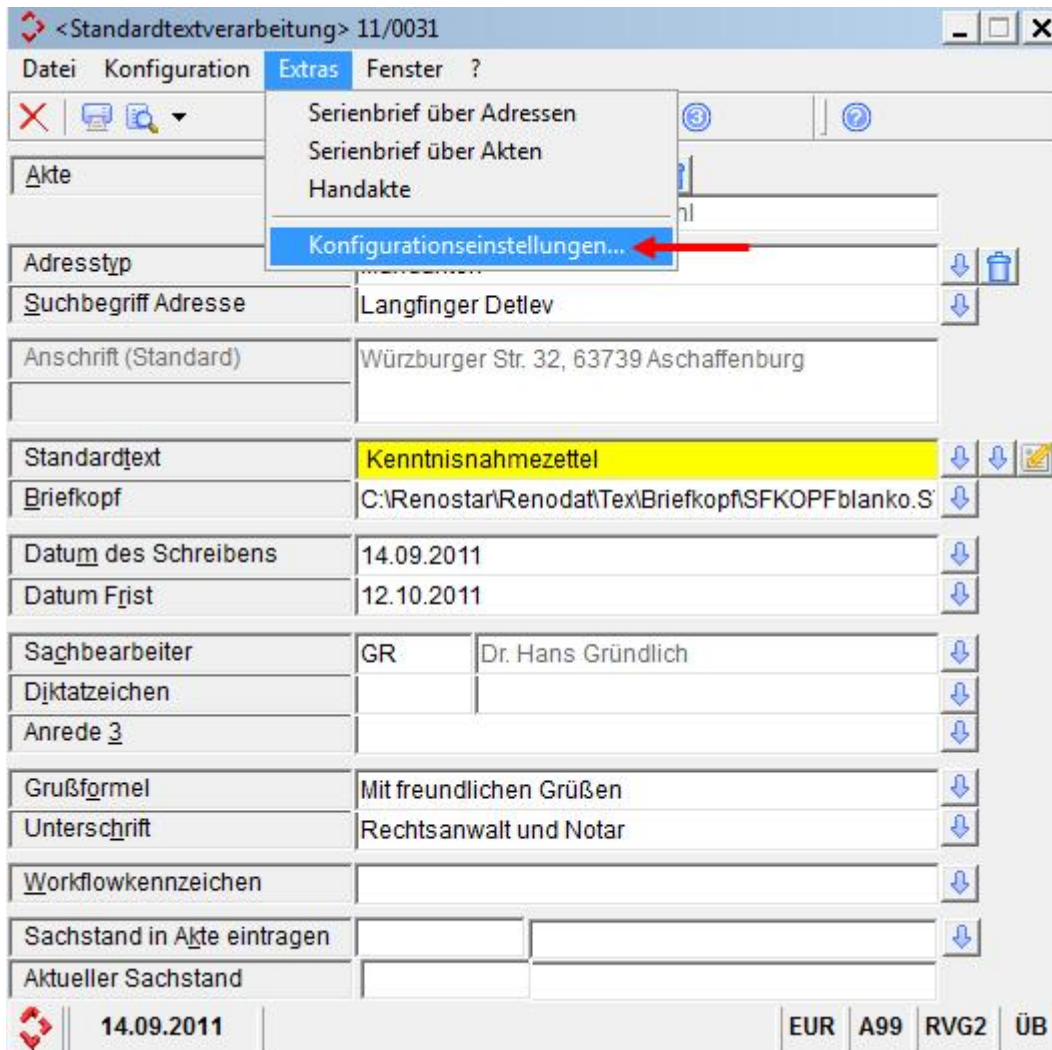 <Standardtextverarbeitung> 11/0031
Datei Konfiguration Extras Fenster ?
Serienbrief über Adressen
Serienbrief über Akten
Handakte
Konfigurationseinstellungen...
3 ?
Akte
Adresstyp
Suchbegriff Adresse Langfinger Detlev
Anschrift (Standard) Würzburger Str. 32, 63739 Aschaffenburg
Standardtext Kenntnisnahmezettel
Briefkopf C:\Renostar\Renodat\Tex\Briefkopf\SFKOPFblanko.S
Datum des Schreibens 14.09.2011
Datum Frist 12.10.2011
Sachbearbeiter GR Dr. Hans Gründlich
Diktatzeichen
Anrede 3
Grußformel Mit freundlichen Grüßen
Unterschrift Rechtsanwalt und Notar
Workflowkennzeichen
Sachstand in Akte eintragen
Aktueller Sachstand
14.09.2011 EUR A99 RVG2 ÜB